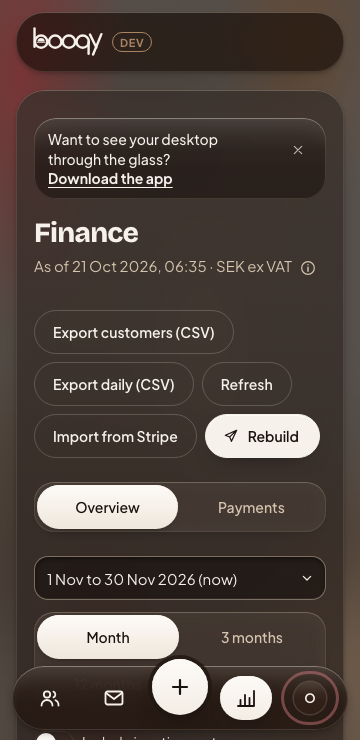 booqy DEV
Want to see your desktop
through the glass?
Download the app
Finance
As of 21 Oct 2026, 06:35 · SEK ex VAT
Export customers (CSV)
Export daily (CSV) Refresh
Import from Stripe Rebuild
Overview Payments
1 Nov to 30 Nov 2026 (now)
Month 3 months